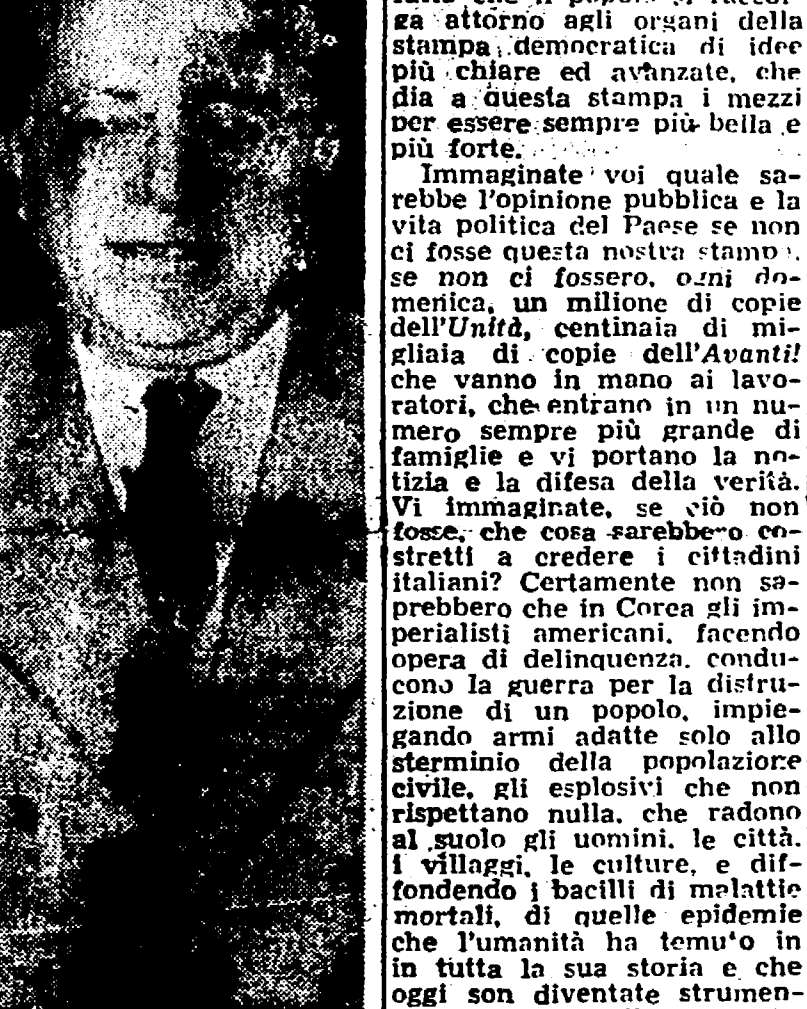 ga attorno agli organi della
stampa democratica di idee
più chiare ed avanzate, che
dia a questa stampa i mezzi
per essere sempre più bella e
più forte.
Immaginate voi quale sa-
rebbe l'opinione pubblica e la
vita politica del Paese se non
ci fosse questa nostra stampa,
se non ci fossero, ogni do-
menica, un milione di copie
dell'Unità, centinaia di mi-
gliaia di copie dell'Avanti!
che vanno in mano ai lavo-
ratori, che entrano in un nu-
mero sempre più grande di
famiglie e vi portano la no-
tizia e la difesa della verità.
Vi immaginate, se ciò non
fosse, che cosa sarebbero co-
stretti a credere i cittadini
italiani? Certamente non sa-
prebbero che in Corea gli im-
perialisti americani, facendo
opera di delinquenza, condu-
cono la guerra per la distru-
zione di un popolo, impie-
gando armi adatte solo allo
sterminio della popolazione
civile, gli esplosivi che non
rispettano nulla, che radono
al suolo gli uomini, le città,
i villaggi, le culture, e dif-
fondendo i bacilli di malattie
mortali, di quelle epidemie
che l'umanità ha temuto in
in tutta la sua storia e che
oggi son diventate strumen-